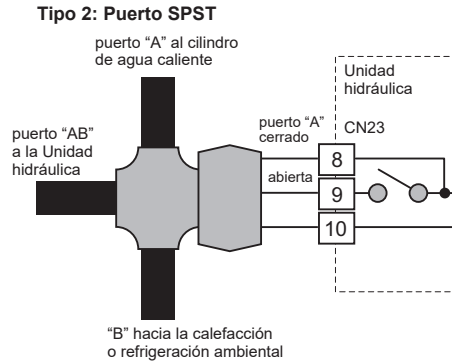 Tipo 2: Puerto SPST
puerto “A” al cilindro
de agua caliente
puerto “AB”
a la Unidad
hidráulica
puerto “A”
cerrado
abierta
Unidad
hidráulica
CN23
8
9
10
“B” hacia la calefacción
o refrigeración ambiental